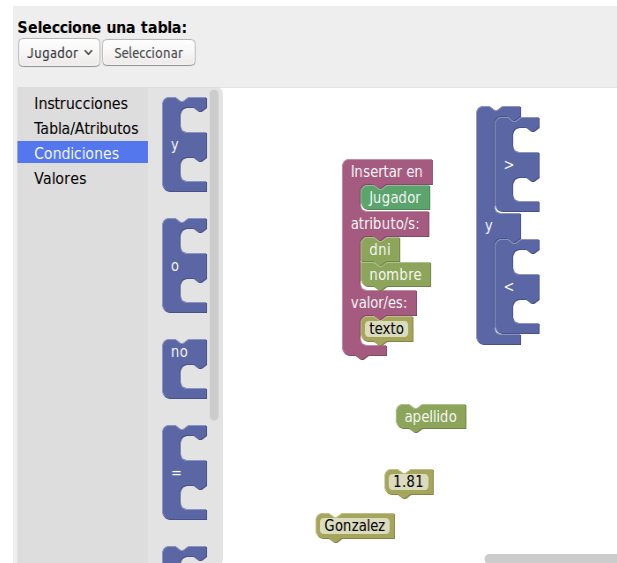 Seleccione una tabla:
Jugador Seleccionar
Instrucciones
Tabla/Atributos
Condiciones
Valores
y
o
no
=
Insertar en
Jugador
atributo/s:
dni
nombre
valor/es:
texto
>
y
<
apellido
1.81
Gonzalez